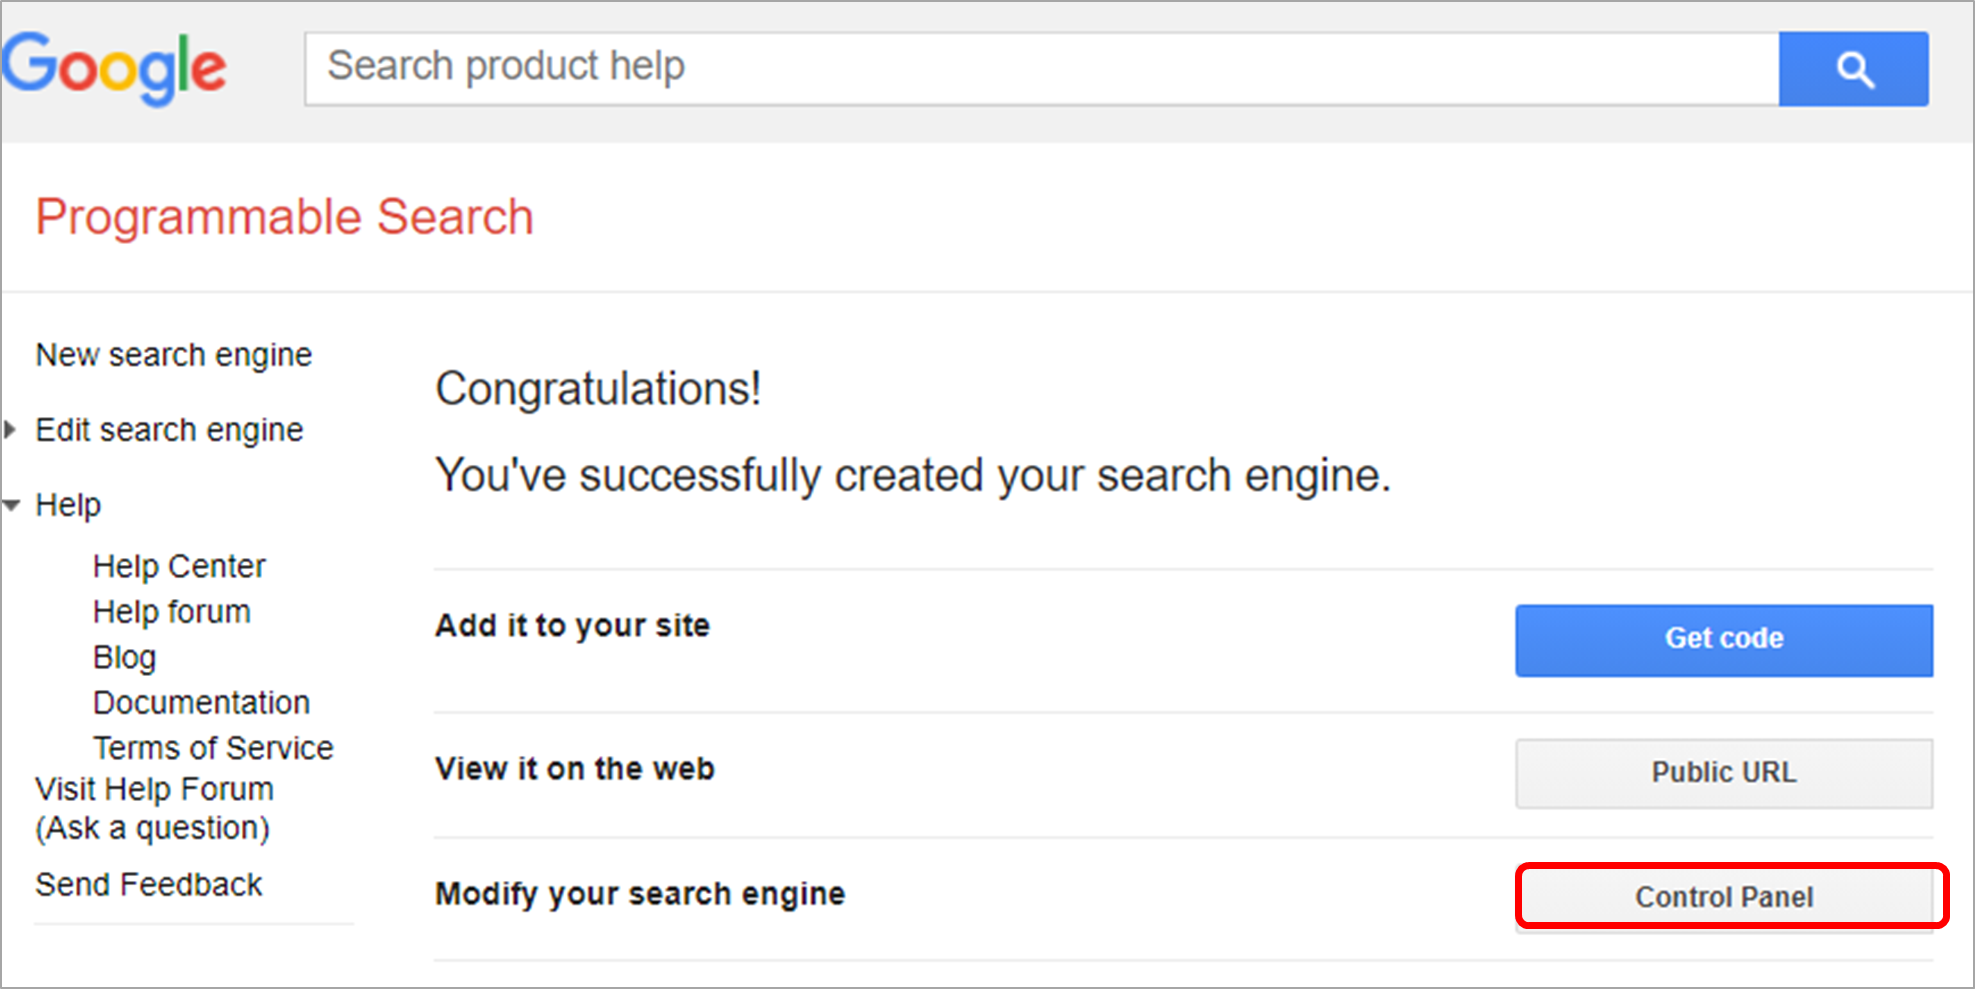 Google
Search product help
Programmable Search
New search engine
Edit search engine
Help
Help Center
Help forum
Blog
Documentation
Terms of Service
Visit Help Forum
(Ask a question)
Send Feedback
Congratulations!
You've successfully created your search engine.
Add it to your site
Get code
View it on the web
Public URL
Modify your search engine
Control Panel